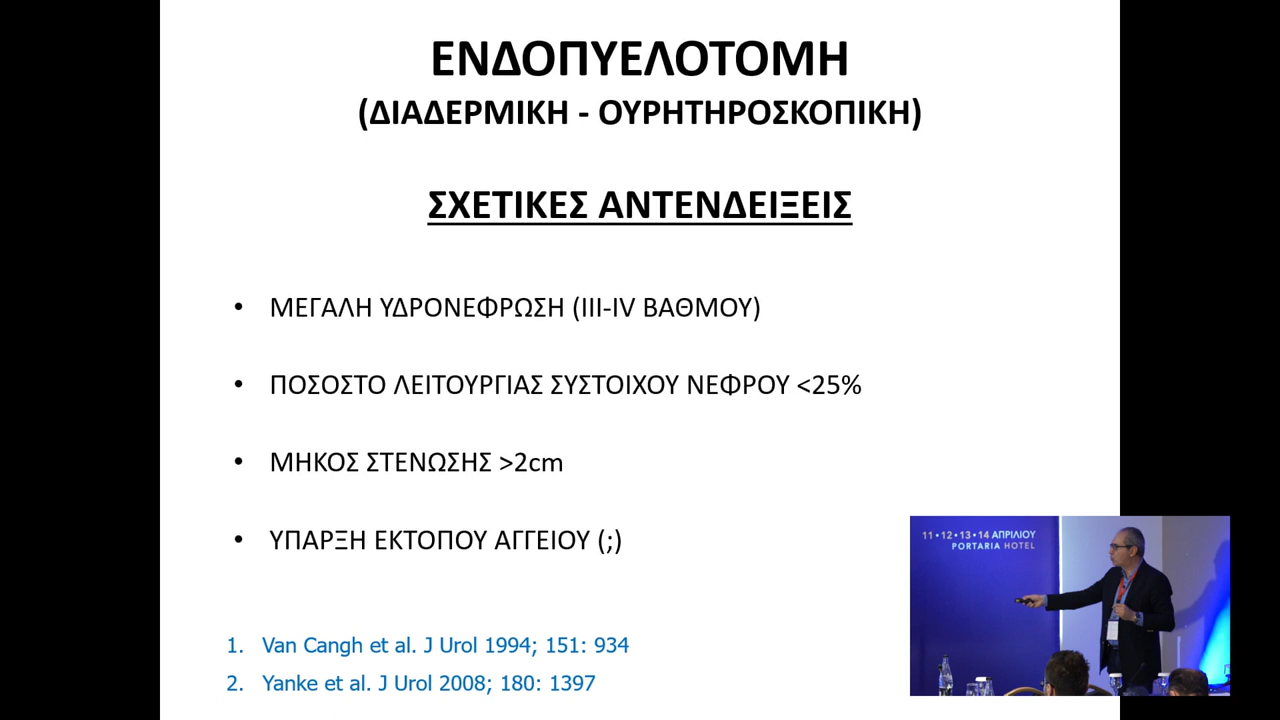 ΕΝΔΟΠΥΕΛΟΤΟΜΗ
(ΔΙΑΔΕΡΜΙΚΗ - ΟΥΡΗΤΗΡΟΣΚΟΠΙΚΗ)
ΣΧΕΤΙΚΕΣ ΑΝΤΕΝΔΕΙΞΕΙΣ
• ΜΕΓΑΛΗ ΥΔΡΟΝΕΦΡΩΣΗ (III-IV ΒΑΘΜΟΥ)
• ΠΟΣΟΣΤΟ ΛΕΙΤΟΥΡΓΙΑΣ ΣΥΣΤΟΙΧΟΥ ΝΕΦΡΟΥ <25%
• ΜΗΚΟΣ ΣΤΕΝΩΣΗΣ >2cm
• ΥΠΑΡΞΗ ΕΚΤΟΠΟΥ ΑΓΓΕΙΟΥ (;)
1. Van Cangh et al. J Urol 1994; 151: 934
2. Yanke et al. J Urol 2008; 180: 1397
11•12•13•14 ΑΠΡΙΛΙΟΥ
PORTARIA HOTEL